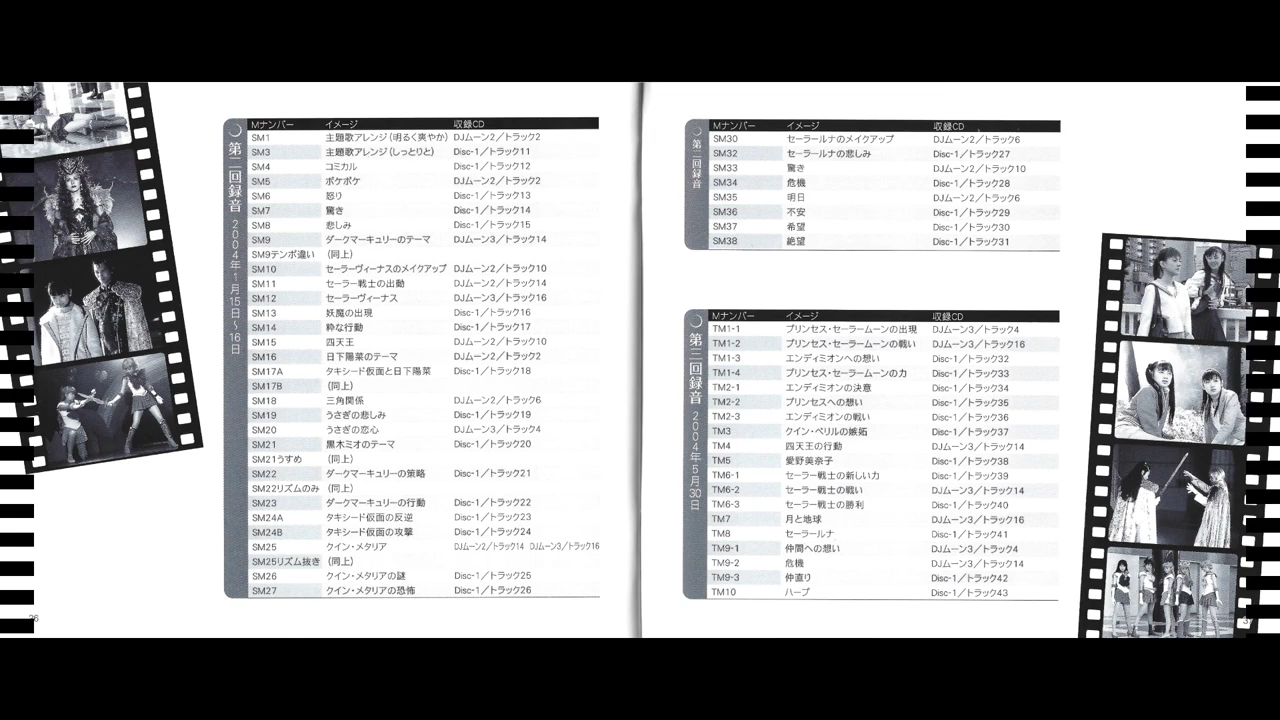 第二回録音 2004年1月15日～16日
Mナンバー イメージ 収録CD
SM1 主題歌アレンジ（明るく爽やか） DJムーン2／トラック2
SM3 主題歌アレンジ（しっとりと） Disc-1／トラック11
SM4 コミカル Disc-1／トラック12
SM5 ポケポケ DJムーン2／トラック2
SM6 怒り Disc-1／トラック13
SM7 驚き Disc-1／トラック14
SM8 悲しみ Disc-1／トラック15
SM9 ダークマーキュリーのテーマ DJムーン3／トラック14
SM9テンポ違い （同上）
SM10 セーラーヴィーナスのメイクアップ DJムーン2／トラック10
SM11 セーラー戦士の出動 DJムーン2／トラック14
SM12 セーラーヴィーナス DJムーン3／トラック16
SM13 妖魔の出現 Disc-1／トラック16
SM14 粋な行動 Disc-1／トラック17
SM15 四天王 DJムーン2／トラック10
SM16 日下陽菜のテーマ DJムーン2／トラック2
SM17A タキシード仮面と日下陽菜 Disc-1／トラック18
SM17B （同上）
SM18 三角関係 DJムーン2／トラック6
SM19 うさぎの悲しみ Disc-1／トラック19
SM20 うさぎの恋心 DJムーン3／トラック4
SM21 黒木ミオのテーマ Disc-1／トラック20
SM21うすめ （同上）
SM22 ダークマーキュリーの策略 Disc-1／トラック21
SM22リズムのみ （同上）
SM23 ダークマーキュリーの行動 Disc-1／トラック22
SM24A タキシード仮面の反逆 Disc-1／トラック23
SM24B タキシード仮面の攻撃 Disc-1／トラック24
SM25 クイン・メタリア DJムーン2／トラック14 DJムーン3／トラック16
SM25リズム抜き （同上）
SM26 クイン・メタリアの謎 Disc-1／トラック25
SM27 クイン・メタリアの恐怖 Disc-1／トラック26
第二回録音
Mナンバー イメージ 収録CD
SM30 セーラールナのメイクアップ DJムーン2／トラック6
SM32 セーラールナの悲しみ Disc-1／トラック27
SM33 驚き DJムーン2／トラック10
SM34 危機 Disc-1／トラック28
SM35 明日 DJムーン2／トラック6
SM36 不安 Disc-1／トラック29
SM37 希望 Disc-1／トラック30
SM38 絶望 Disc-1／トラック31
第三回録音 2004年5月30日
Mナンバー イメージ 収録CD
TM1-1 プリンセス・セーラームーンの出現 DJムーン3／トラック4
TM1-2 プリンセス・セーラームーンの戦い DJムーン3／トラック16
TM1-3 エンディミオンへの想い Disc-1／トラック32
TM1-4 プリンセス・セーラームーンの力 Disc-1／トラック33
TM2-1 エンディミオンの決意 Disc-1／トラック34
TM2-2 プリンセスへの想い Disc-1／トラック35
TM2-3 エンディミオンの戦い Disc-1／トラック36
TM3 クイン・ベリルの嫉妬 Disc-1／トラック37
TM4 四天王の行動 DJムーン3／トラック14
TM5 愛野美奈子 Disc-1／トラック38
TM6-1 セーラー戦士の新しい力 Disc-1／トラック39
TM6-2 セーラー戦士の戦い DJムーン3／トラック14
TM6-3 セーラー戦士の勝利 Disc-1／トラック40
TM7 月と地球 DJムーン3／トラック16
TM8 セーラールナ Disc-1／トラック41
TM9-1 仲間への想い DJムーン3／トラック4
TM9-2 危機 DJムーン3／トラック14
TM9-3 仲直り Disc-1／トラック42
TM10 ハープ Disc-1／トラック43